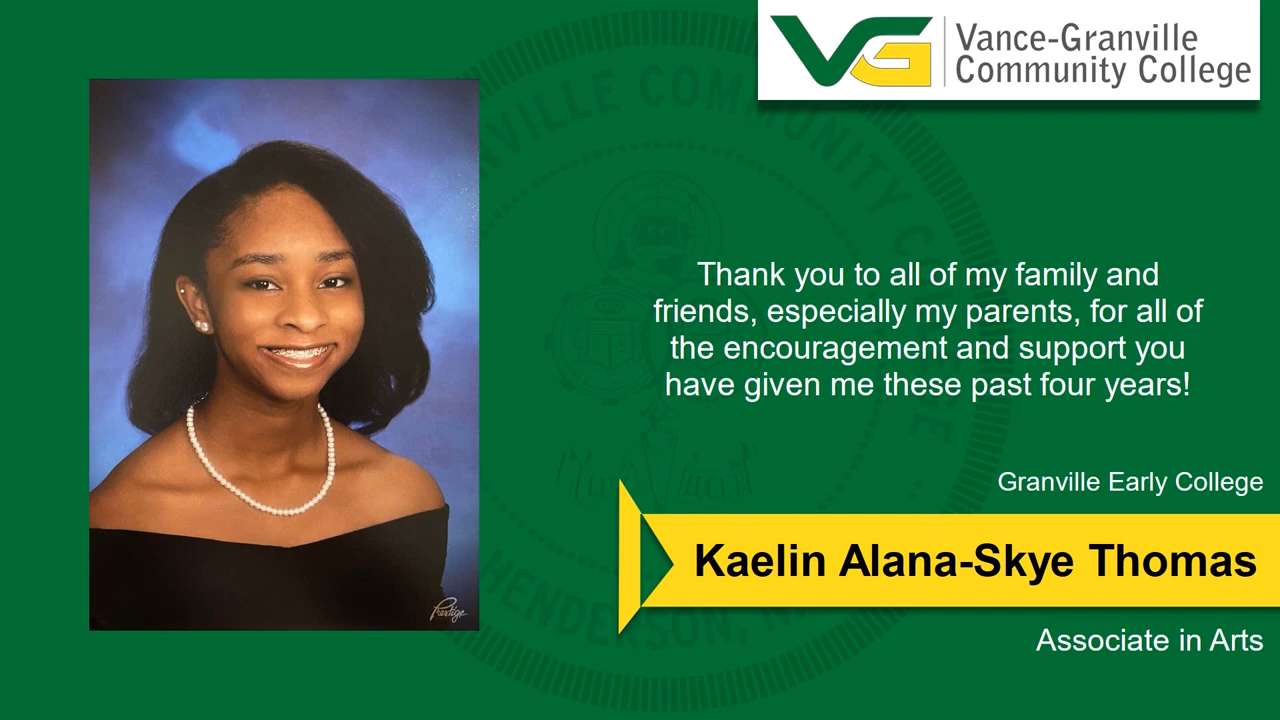 Vance-Granville
Community College
Thank you to all of my family and
friends, especially my parents, for all of
the encouragement and support you
have given me these past four years!
Granville Early College
Kaelin Alana-Skye Thomas
Associate in Arts
Prestige
VG